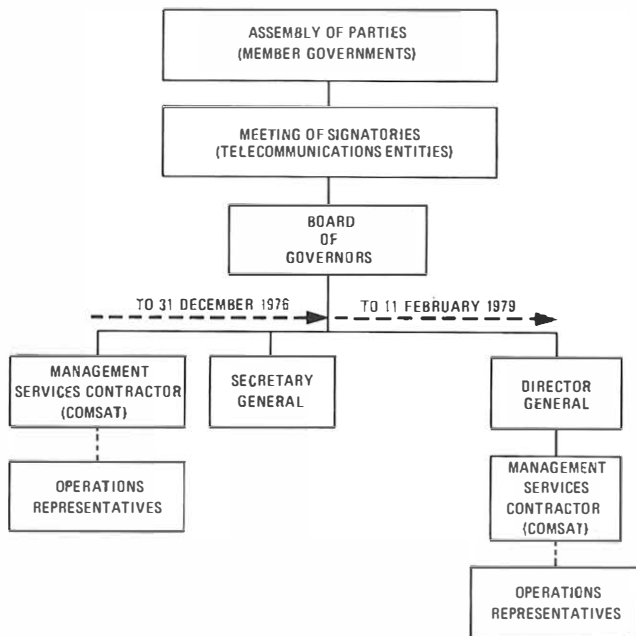 ASSEMBLY OF PARTIES
(MEMBER GOVERNMENTS)
MEETING OF SIGNATORIES
(TELECOMMUNICATIONS ENTITIES)
BOARD
OF
GOVERNORS
TO 31 DECEMBER 1976
TO 11 FEBRUARY 1979
MANAGEMENT
SERVICES CONTRACTOR
(COMSAT)
SECRETARY
GENERAL
DIRECTOR
GENERAL
OPERATIONS
REPRESENTATIVES
MANAGEMENT
SERVICES
CONTRACTOR
(COMSAT)
OPERATIONS
REPRESENTATIVES